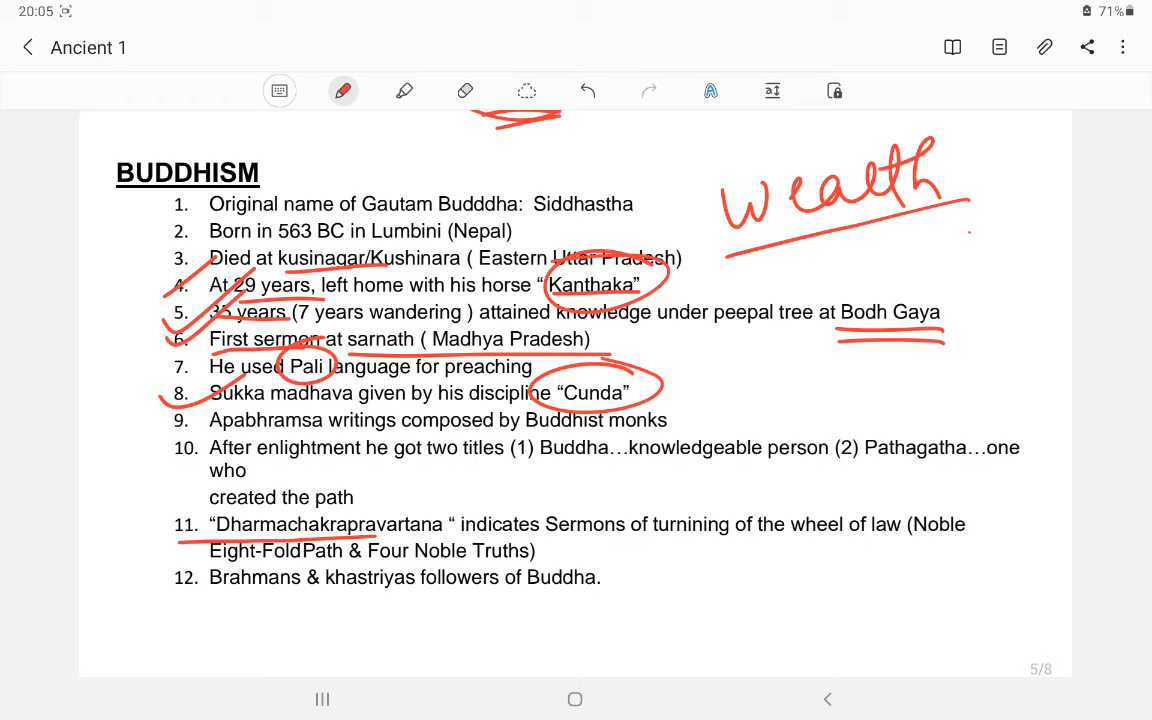 20:05 71%
Ancient 1
BUDDHISM
wealth
1. Original name of Gautam Budddha: Siddhastha
2. Born in 563 BC in Lumbini (Nepal)
3. Died at kusinagar/Kushinara ( Eastern Uttar Pradesh)
4. At 29 years, left home with his horse “Kanthaka”
5. 35 years (7 years wandering ) attained knowledge under peepal tree at Bodh Gaya
6. First sermon at sarnath ( Madhya Pradesh)
7. He used Pali language for preaching
8. Sukka madhava given by his discipline “Cunda”
9. Apabhramsa writings composed by Buddhist monks
10. After enlightment he got two titles (1) Buddha…knowledgeable person (2) Pathagatha…one
who
created the path
11. “Dharmachakrapravartana “ indicates Sermons of turnining of the wheel of law (Noble
Eight-FoldPath & Four Noble Truths)
12. Brahmans & khastriyas followers of Buddha.
5/8